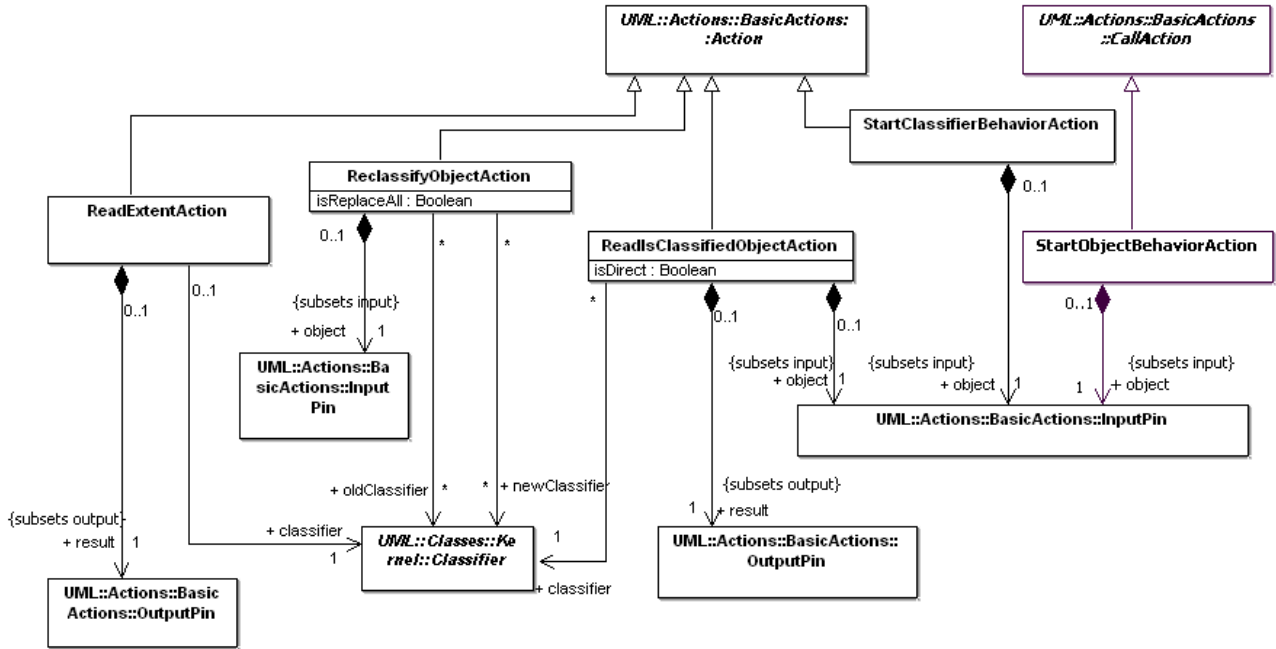 UML::Actions::BasicActions:
:Action
UML::Actions::BasicActions
::CallAction
StartClassifierBehaviorAction
ReclassifyObjectAction
isReplaceAll : Boolean
0..1
ReadExtentAction
0..1
*
*
ReadIsClassifiedObjectAction
isDirect : Boolean
StartObjectBehaviorAction
0..1
0..1
*
0..1
0..1
0..1
{subsets input}
+ object
1
{subsets input}
+ object
1
{subsets input}
+ object
1
{subsets input}
1
+ object
UML::Actions::Ba
sicActions::Input
Pin
UML::Actions::BasicActions::InputPin
+ oldClassifier
*
*
+ newClassifier
{subsets output}
1
+ result
{subsets output}
+ result
1
+ classifier
1
UML::Classes::Ke
rnel::Classifier
1
+ classifier
UML::Actions::BasicActions::
OutputPin
UML::Actions::Basic
Actions::OutputPin